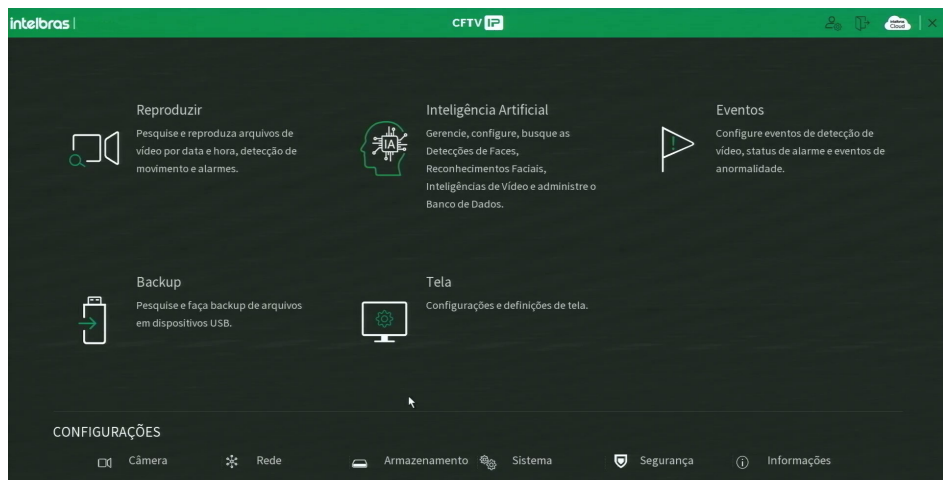 intelbras
CFTV IP
intelbras
Cloud
Reproduzir
Pesquise e reproduza arquivos de
vídeo por data e hora, detecção de
movimento e alarmes.
Inteligência Artificial
IA
Gerencie, configure, busque as
Detecções de Faces,
Reconhecimentos Faciais,
Inteligências de Vídeo e administre o
Banco de Dados.
Eventos
Configure eventos de detecção de
vídeo, status de alarme e eventos de
anormalidade.
Backup
Pesquise e faça backup de arquivos
em dispositivos USB.
Tela
Configurações e definições de tela.
CONFIGURAÇÕES
Câmera Rede Armazenamento Sistema Segurança Informações